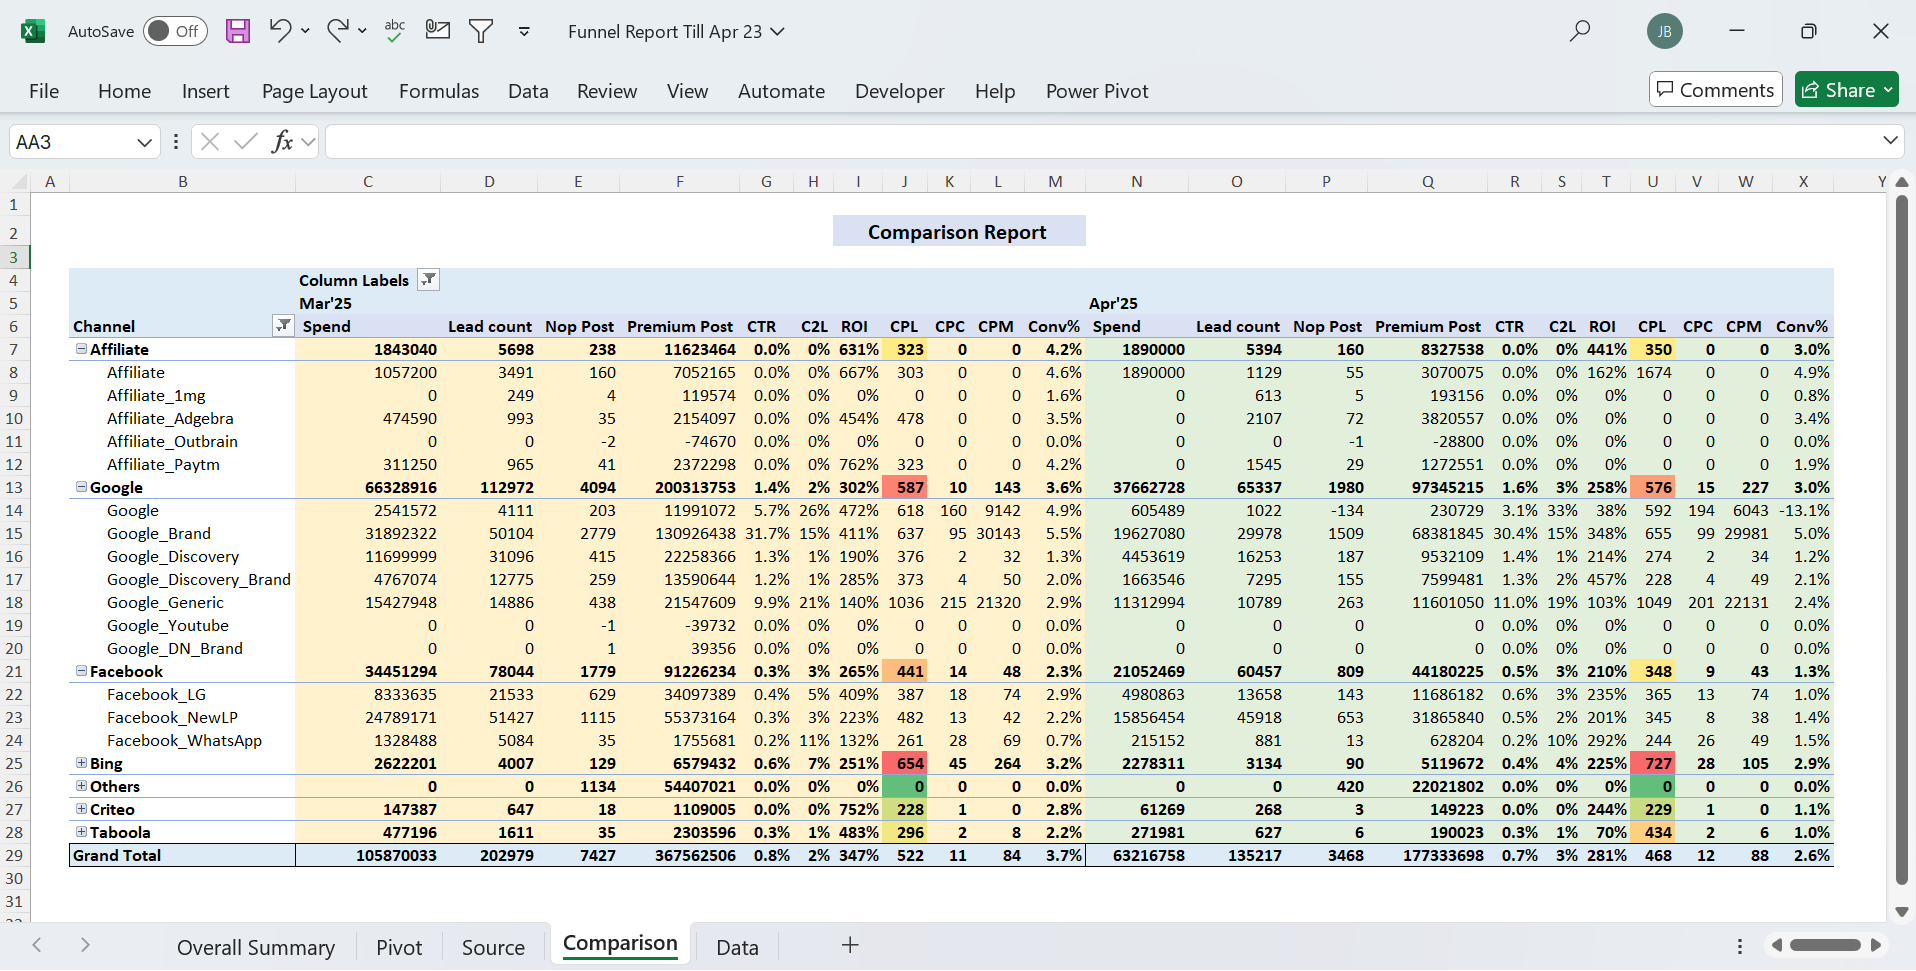 AutoSave Off abc Funnel Report Till Apr 23 JB
File Home Insert Page Layout Formulas Data Review View Automate Developer Help Power Pivot Comments Share
AA3 fx
A B C D E F G H I J K L M N O P Q R S T U V W X Y
1
2 Comparison Report
3
4 Column Labels
5 Mar'25 Apr'25
6 Channel Spend Lead count Nop Post Premium Post CTR C2L ROI CPL CPC CPM Conv% Spend Lead count Nop Post Premium Post CTR C2L ROI CPL CPC CPM Conv%
7 Affiliate 1843040 5698 238 11623464 0.0% 0% 631% 323 0 0 4.2% 1890000 5394 160 8327538 0.0% 0% 441% 350 0 0 3.0%
8 Affiliate 1057200 3491 160 7052165 0.0% 0% 667% 303 0 0 4.6% 1890000 1129 55 3070075 0.0% 0% 162% 1674 0 0 4.9%
9 Affiliate_1mg 0 249 4 119574 0.0% 0% 0% 0 0 0 1.6% 0 613 5 193156 0.0% 0% 0% 0 0 0 0.8%
10 Affiliate_Adgebra 474590 993 35 2154097 0.0% 0% 454% 478 0 0 3.5% 0 2107 72 3820557 0.0% 0% 0% 0 0 0 3.4%
11 Affiliate_Outbrain 0 0 -2 -74670 0.0% 0% 0% 0 0 0 0.0% 0 0 -1 -28800 0.0% 0% 0% 0 0 0 0.0%
12 Affiliate_Paytm 311250 965 41 2372298 0.0% 0% 762% 323 0 0 4.2% 0 1545 29 1272551 0.0% 0% 0% 0 0 0 1.9%
13 Google 66328916 112972 4094 200313753 1.4% 2% 302% 587 10 143 3.6% 37662728 65337 1980 97345215 1.6% 3% 258% 576 15 227 3.0%
14 Google 2541572 4111 203 11991072 5.7% 26% 472% 618 160 9142 4.9% 605489 1022 -134 230729 3.1% 33% 38% 592 194 6043 -13.1%
15 Google_Brand 31892322 50104 2779 130926438 31.7% 15% 411% 637 95 30143 5.5% 19627080 29978 1509 68381845 30.4% 15% 348% 655 99 29981 5.0%
16 Google_Discovery 11699999 31096 415 22258366 1.3% 1% 190% 376 2 32 1.3% 4453619 16253 187 9532109 1.4% 1% 214% 274 2 34 1.2%
17 Google_Discovery_Brand 4767074 12775 259 13590644 1.2% 1% 285% 373 4 50 2.0% 1663546 7295 155 7599481 1.3% 2% 457% 228 4 49 2.1%
18 Google_Generic 15427948 14886 438 21547609 9.9% 21% 140% 1036 215 21320 2.9% 11312994 10789 263 11601050 11.0% 19% 103% 1049 201 22131 2.4%
19 Google_Youtube 0 0 -1 -39732 0.0% 0% 0% 0 0 0 0.0% 0 0 0 0 0.0% 0% 0% 0 0 0 0.0%
20 Google_DN_Brand 0 0 1 39356 0.0% 0% 0% 0 0 0 0.0% 0 0 0 0 0.0% 0% 0% 0 0 0 0.0%
21 Facebook 34451294 78044 1779 91226234 0.3% 3% 265% 441 14 48 2.3% 21052469 60457 809 44180225 0.5% 3% 210% 348 9 43 1.3%
22 Facebook_LG 8333635 21533 629 34097389 0.4% 5% 409% 387 18 74 2.9% 4980863 13658 143 11686182 0.6% 3% 235% 365 13 74 1.0%
23 Facebook_NewLP 24789171 51427 1115 55373164 0.3% 3% 223% 482 13 42 2.2% 15856454 45918 653 31865840 0.5% 2% 201% 345 8 38 1.4%
24 Facebook_WhatsApp 1328488 5084 35 1755681 0.2% 11% 132% 261 28 69 0.7% 215152 881 13 628204 0.2% 10% 292% 244 26 49 1.5%
25 Bing 2622201 4007 129 6579432 0.6% 7% 251% 654 45 264 3.2% 2278311 3134 90 5119672 0.4% 4% 225% 727 28 105 2.9%
26 Others 0 0 1134 54407021 0.0% 0% 0% 0 0 0 0.0% 0 0 420 22021802 0.0% 0% 0% 0 0 0 0.0%
27 Criteo 147387 647 18 1109005 0.0% 0% 752% 228 1 0 2.8% 61269 268 3 149223 0.0% 0% 244% 229 1 0 1.1%
28 Taboola 477196 1611 35 2303596 0.3% 1% 483% 296 2 8 2.2% 271981 627 6 190023 0.3% 1% 70% 434 2 6 1.0%
29 Grand Total 105870033 202979 7427 367562506 0.8% 2% 347% 522 11 84 3.7% 63216758 135217 3468 177333698 0.7% 3% 281% 468 12 88 2.6%
30
31
Overall Summary Pivot Source Comparison Data